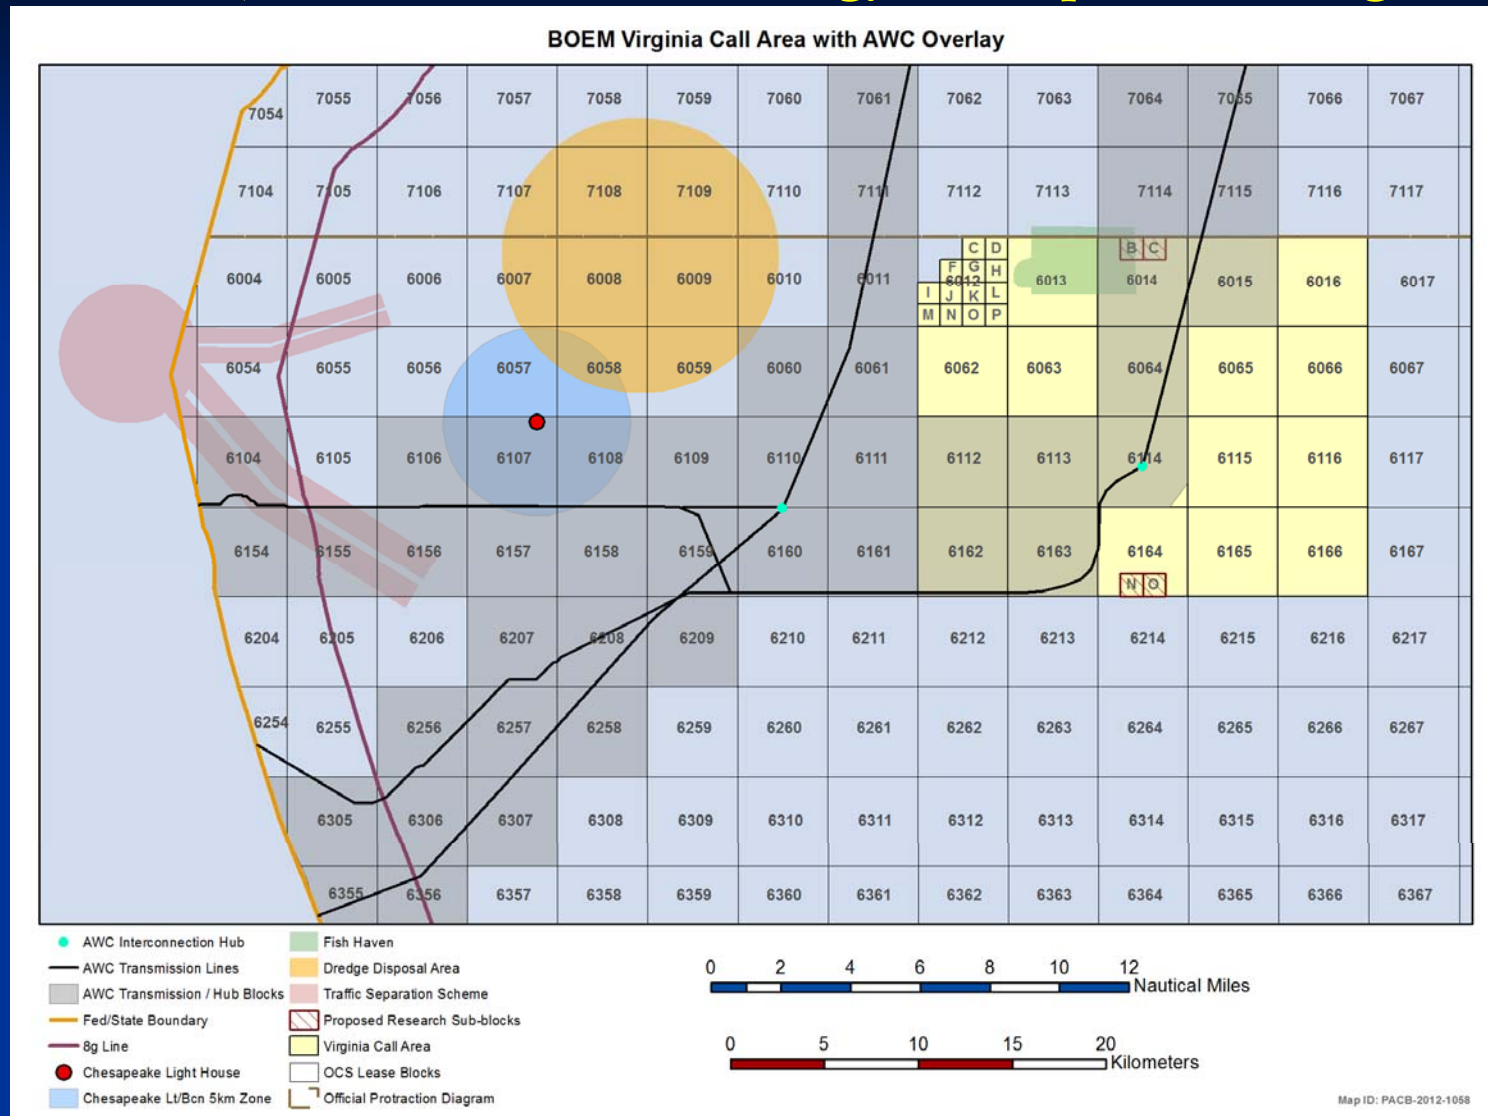 BOEM Virginia Call Area with AWC Overlay
7054 7055 7056 7057 7058 7059 7060 7061 7062 7063 7064 7065 7066 7067
7104 7105 7106 7107 7108 7109 7110 7111 7112 7113 7114 7115 7116 7117
C D B C
6004 6005 6006 6007 6008 6009 6010 6011 6012 6013 6014 6015 6016 6017
F G H
I J K L
M N O P
6054 6055 6056 6057 6058 6059 6060 6061 6062 6063 6064 6065 6066 6067
6104 6105 6106 6107 6108 6109 6110 6111 6112 6113 6114 6115 6116 6117
6154 6155 6156 6157 6158 6159 6160 6161 6162 6163 6164 6165 6166 6167
N O
6204 6205 6206 6207 6208 6209 6210 6211 6212 6213 6214 6215 6216 6217
6254 6255 6256 6257 6258 6259 6260 6261 6262 6263 6264 6265 6266 6267
6305 6306 6307 6308 6309 6310 6311 6312 6313 6314 6315 6316 6317
6355 6356 6357 6358 6359 6360 6361 6362 6363 6364 6365 6366 6367
AWC Interconnection Hub
AWC Transmission Lines
AWC Transmission / Hub Blocks
Fed/State Boundary
8g Line
Chesapeake Light House
Chesapeake Lt/Bcn 5km Zone
Fish Haven
Dredge Disposal Area
Traffic Separation Scheme
Proposed Research Sub-blocks
Virginia Call Area
OCS Lease Blocks
Official Protraction Diagram
0 2 4 6 8 10 12
Nautical Miles
0 5 10 15 20
Kilometers
Map ID: PACB-2012-1058